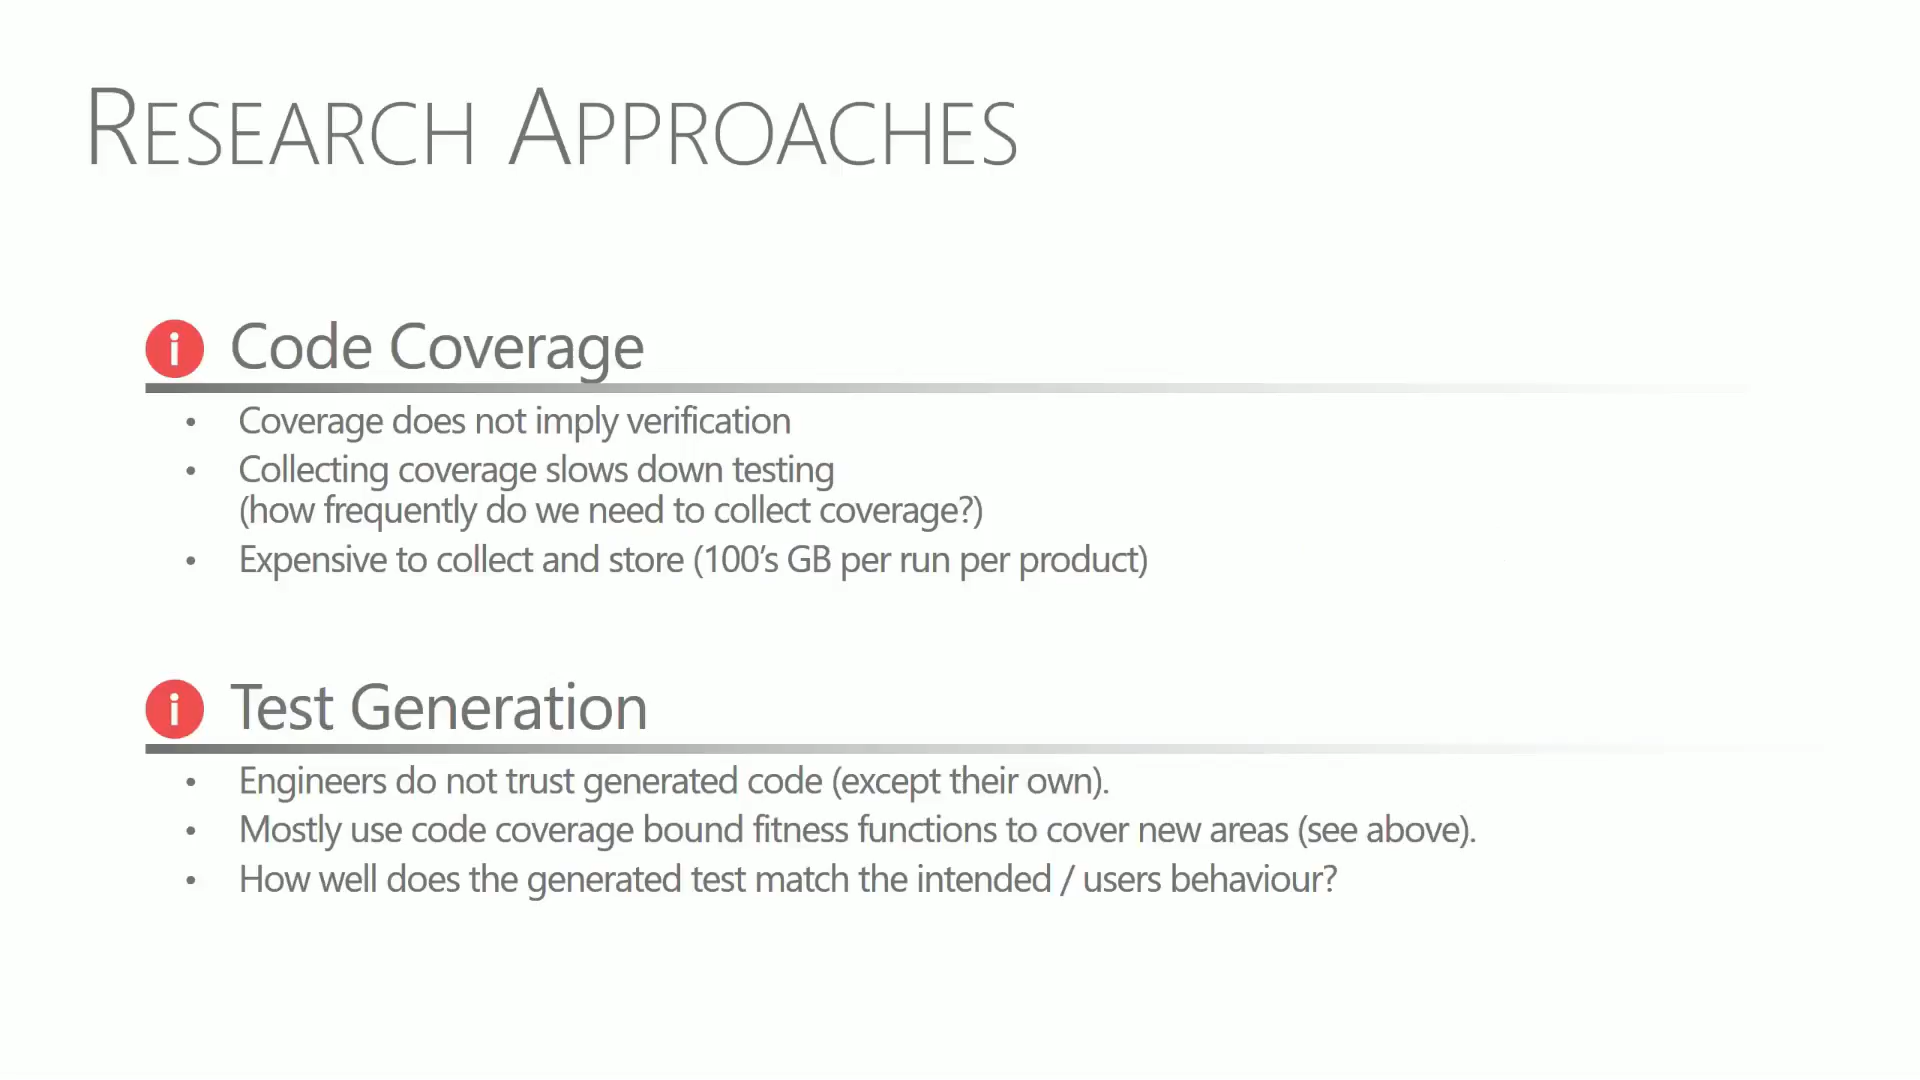 RESEARCH APPROACHES
i Code Coverage
• Coverage does not imply verification
• Collecting coverage slows down testing
(how frequently do we need to collect coverage?)
• Expensive to collect and store (100's GB per run per product)
i Test Generation
• Engineers do not trust generated code (except their own).
• Mostly use code coverage bound fitness functions to cover new areas (see above).
• How well does the generated test match the intended / users behaviour?